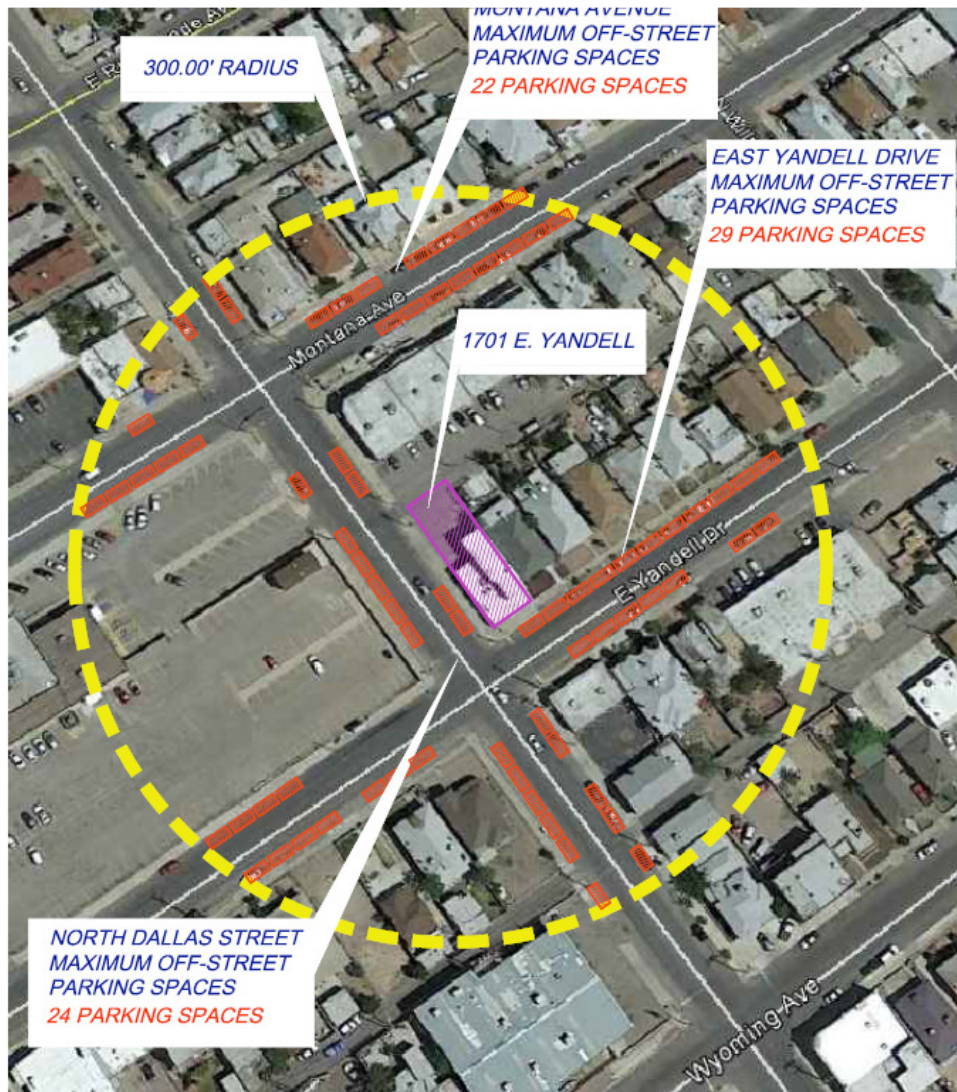 MONTANA AVENUE
MAXIMUM OFF-STREET
PARKING SPACES
22 PARKING SPACES
300.00' RADIUS
EAST YANDELL DRIVE
MAXIMUM OFF-STREET
PARKING SPACES
29 PARKING SPACES
1701 E. YANDELL
Montana Ave
E Yandell Dr
NORTH DALLAS STREET
MAXIMUM OFF-STREET
PARKING SPACES
24 PARKING SPACES
Wyoming Ave